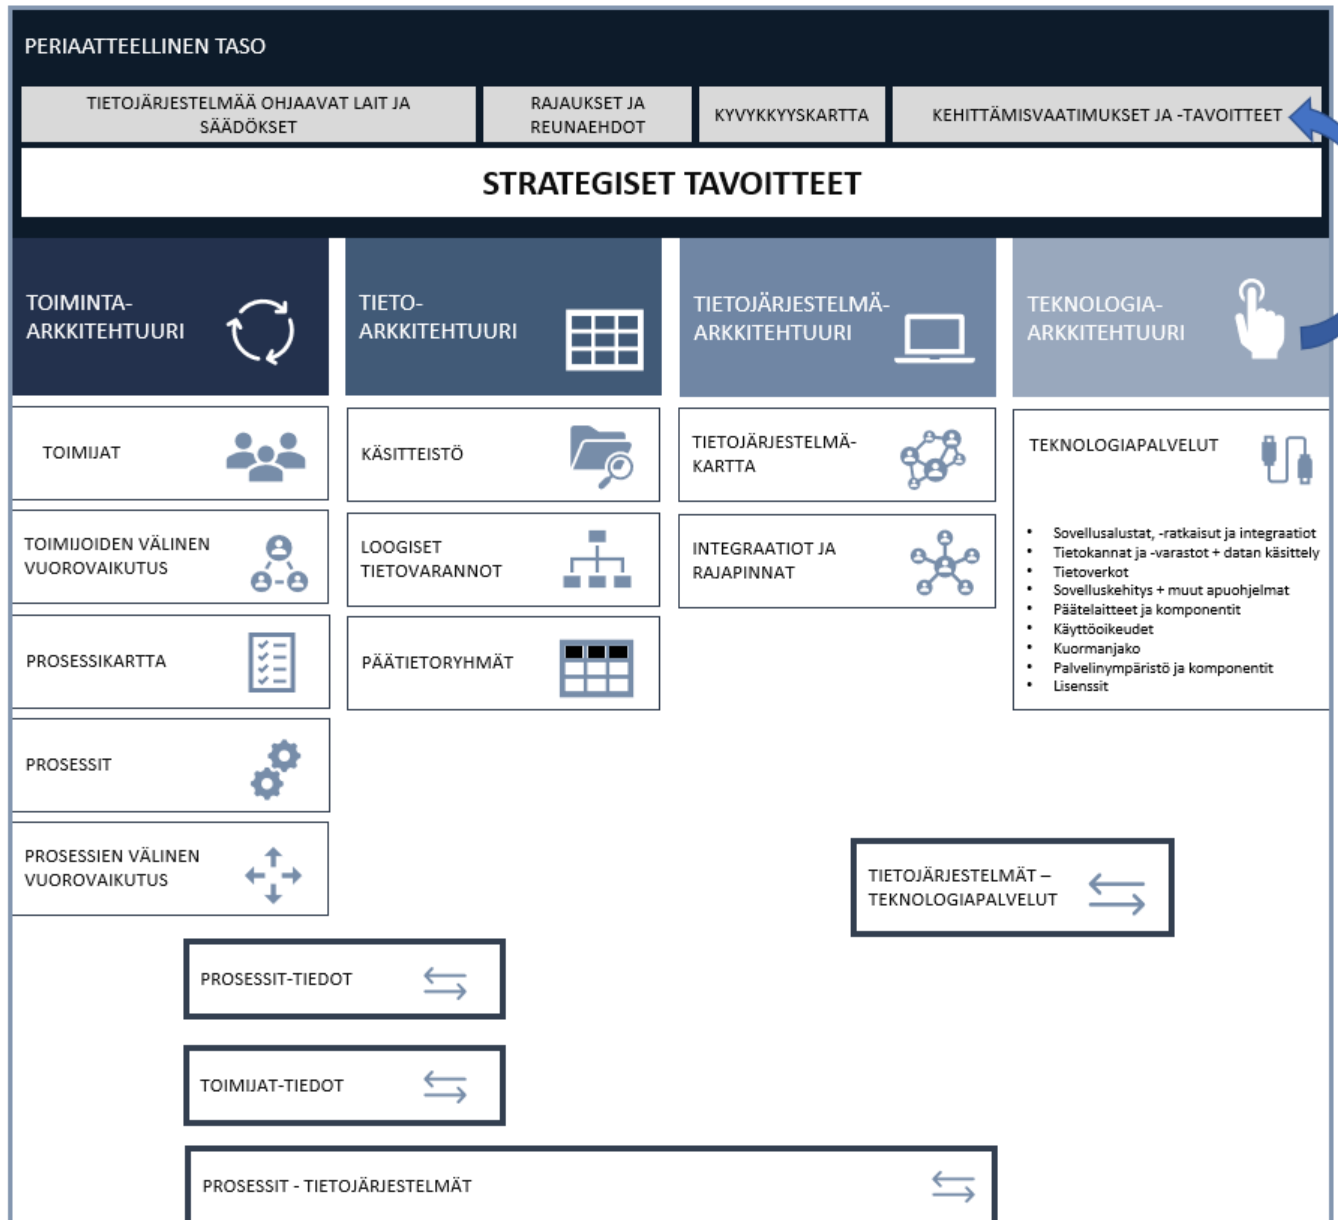 PERIAATTEELLINEN TASO
TIETOJÄRJESTELMÄÄ OHJAAVAT LAIT JA
SÄÄDÖKSET
RAJAUKSET JA
REUNAEHDOT
KYVYKKYYSKARTTA
KEHITTÄMISVAATIMUKSET JA -TAVOITTEET
STRATEGISET TAVOITTEET
TOIMINTA-
ARKKITEHTUURI
TIETO-
ARKKITEHTUURI
TIETOJÄRJESTELMÄ-
ARKKITEHTUURI
TEKNOLOGIA-
ARKKITEHTUURI
TOIMIJAT
TOIMIJOIDEN VÄLINEN
VUOROVAIKUTUS
PROSESSIKARTTA
PROSESSIT
PROSESSIEN VÄLINEN
VUOROVAIKUTUS
KÄSITTEISTÖ
LOOGISET
TIETOVARANNOT
PÄÄTIETORYHMÄT
TIETOJÄRJESTELMÄ-
KARTTA
INTEGRAATIOT JA
RAJAPINNAT
TEKNOLOGIAPALVELUT
• Sovellusalustat, -ratkaisut ja integraatiot
• Tietokannat ja -varastot + datan käsittely
• Tietoverkot
• Sovelluskehitys + muut apuohjelmat
• Päätelaitteet ja komponentit
• Käyttöoikeudet
• Kuormanjako
• Palvelinympäristö ja komponentit
• Lisenssit
TIETOJÄRJESTELMÄT –
TEKNOLOGIAPALVELUT
PROSESSIT-TIEDOT
TOIMIJAT-TIEDOT
PROSESSIT - TIETOJÄRJESTELMÄT